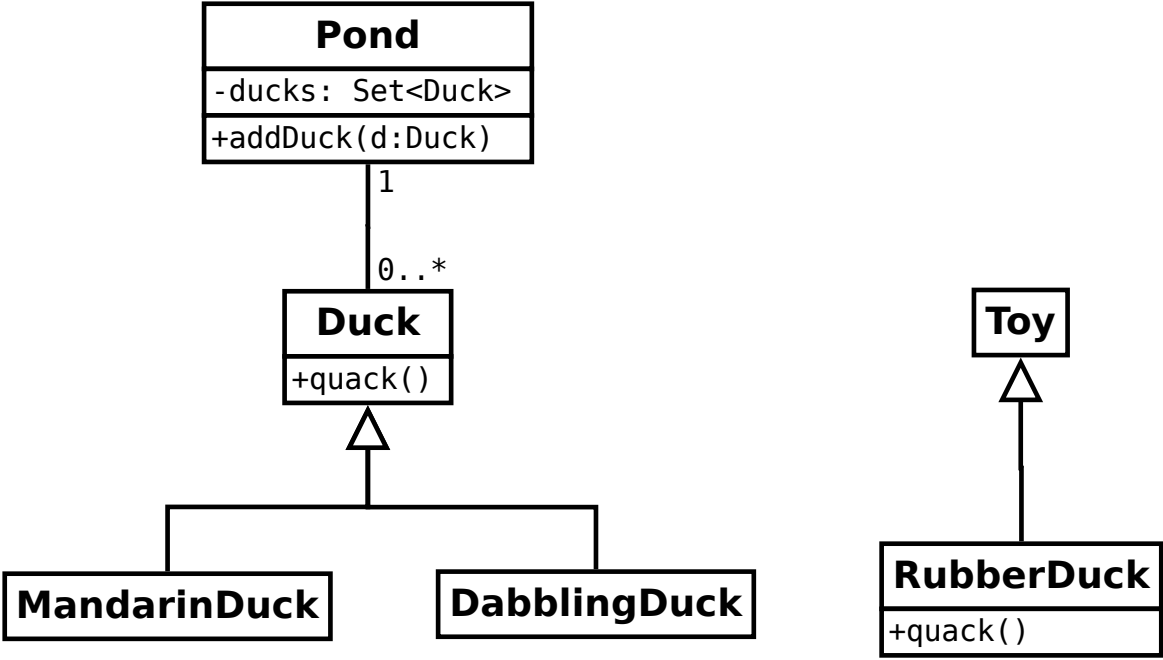 Pond
-ducks: Set<Duck>
+addDuck(d:Duck)
1
0..*
Duck
+quack()
Toy
MandarinDuck
DabblingDuck
RubberDuck
+quack()